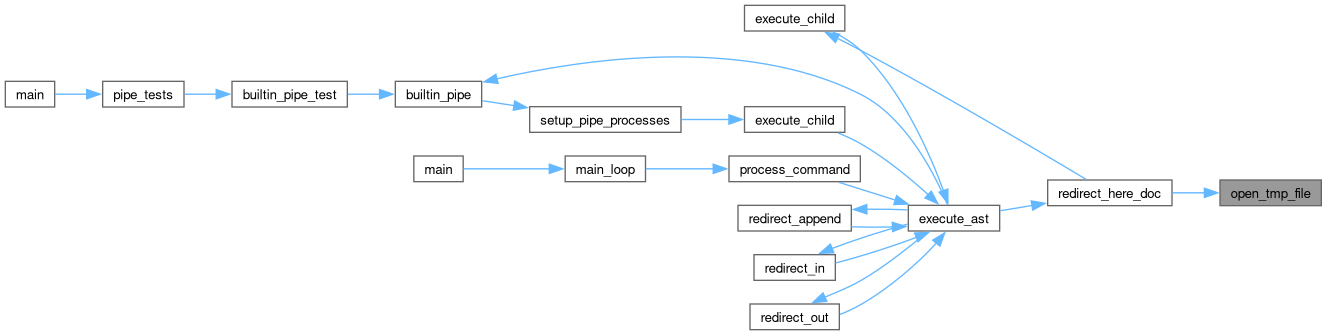 execute_child
main
pipe_tests
builtin_pipe_test
builtin_pipe
setup_pipe_processes
execute_child
main
main_loop
process_command
redirect_here_doc
open_tmp_file
redirect_append
execute_ast
redirect_in
redirect_out